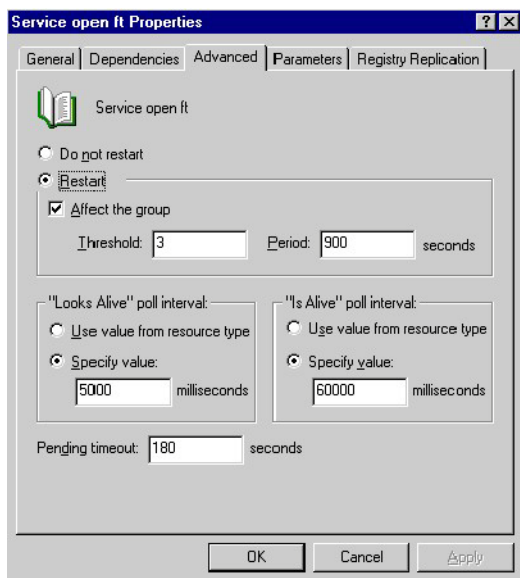 Service open ft Properties ? ×
General Dependencies Advanced Parameters Registry Replication
Service open ft
Do not restart
Restart
Affect the group
Threshold: 3 Period: 900 seconds
"Looks Alive" poll interval: "Is Alive" poll interval:
Use value from resource type Use value from resource type
Specify value: Specify value:
5000 milliseconds 60000 milliseconds
Pending timeout: 180 seconds
OK Cancel Apply